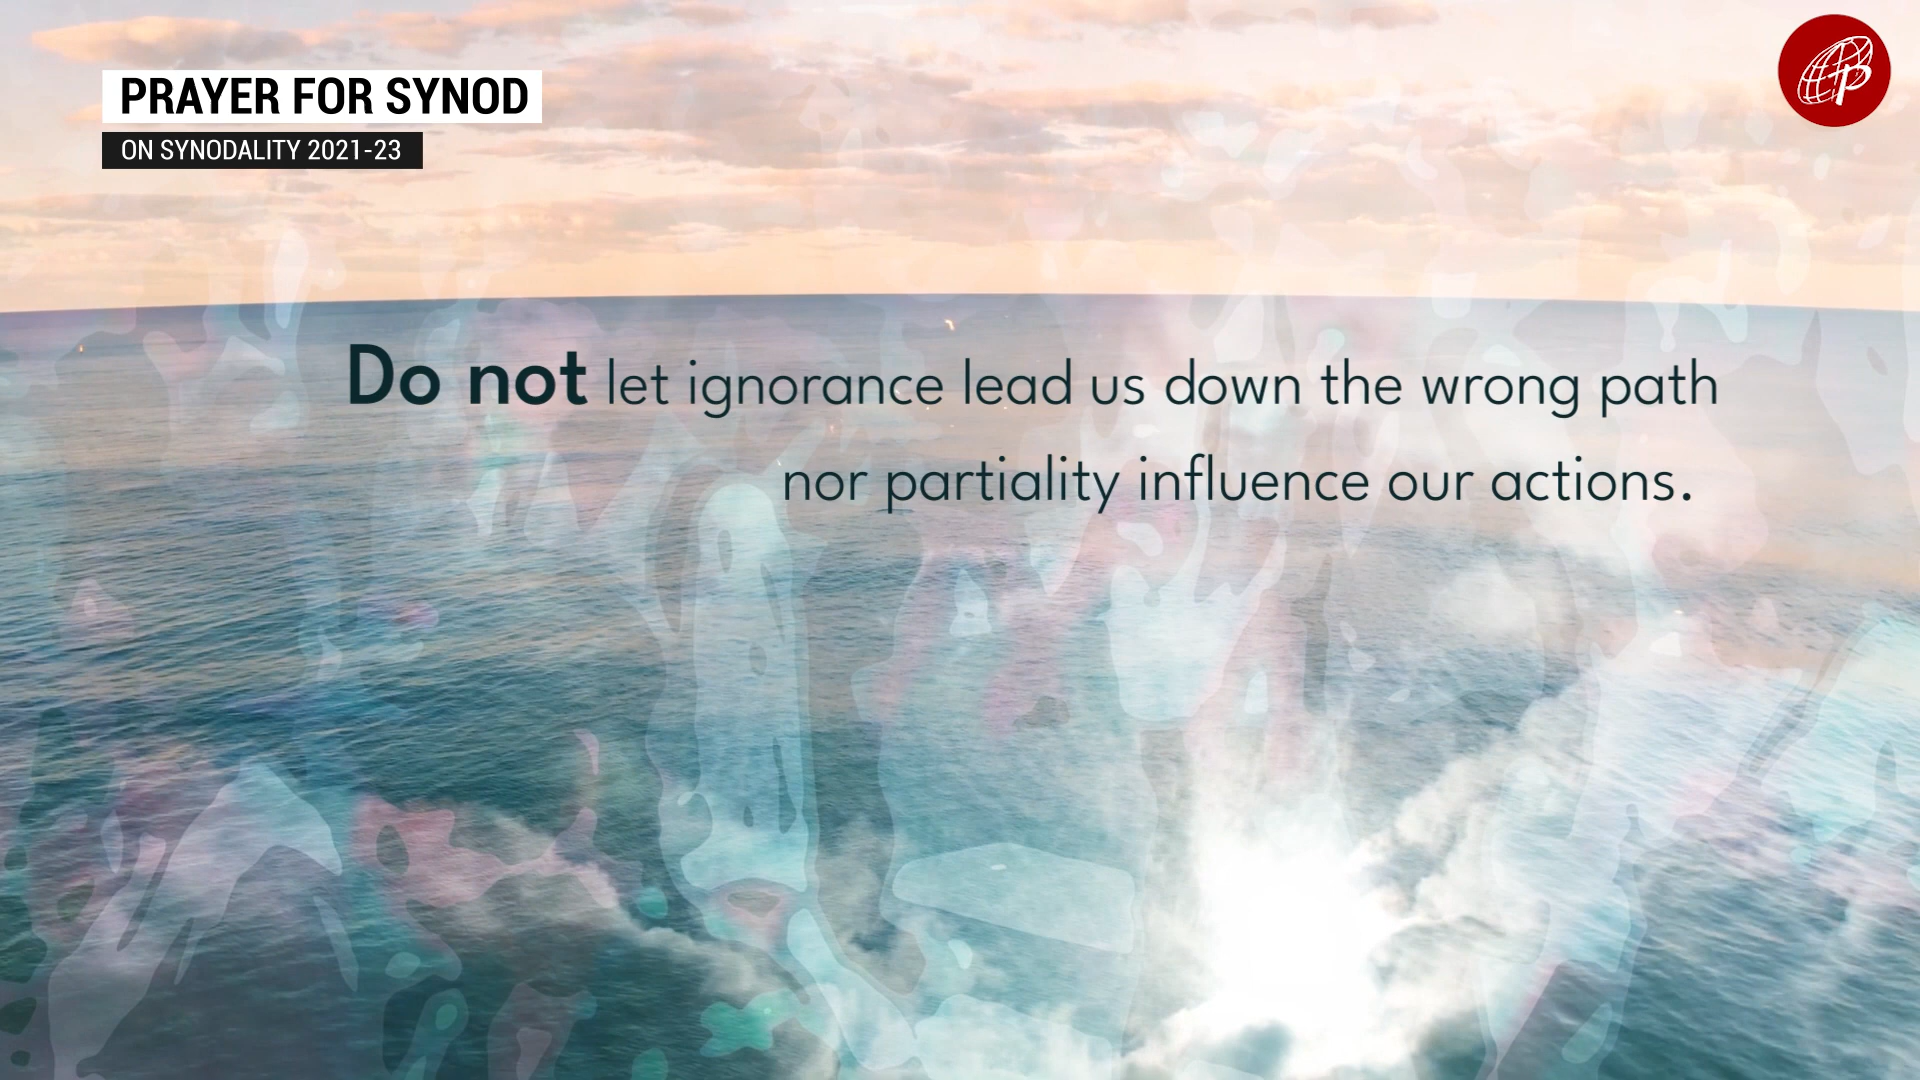 PRAYER FOR SYNOD
ON SYNODALITY 2021-23
Do not let ignorance lead us down the wrong path
nor partiality influence our actions.